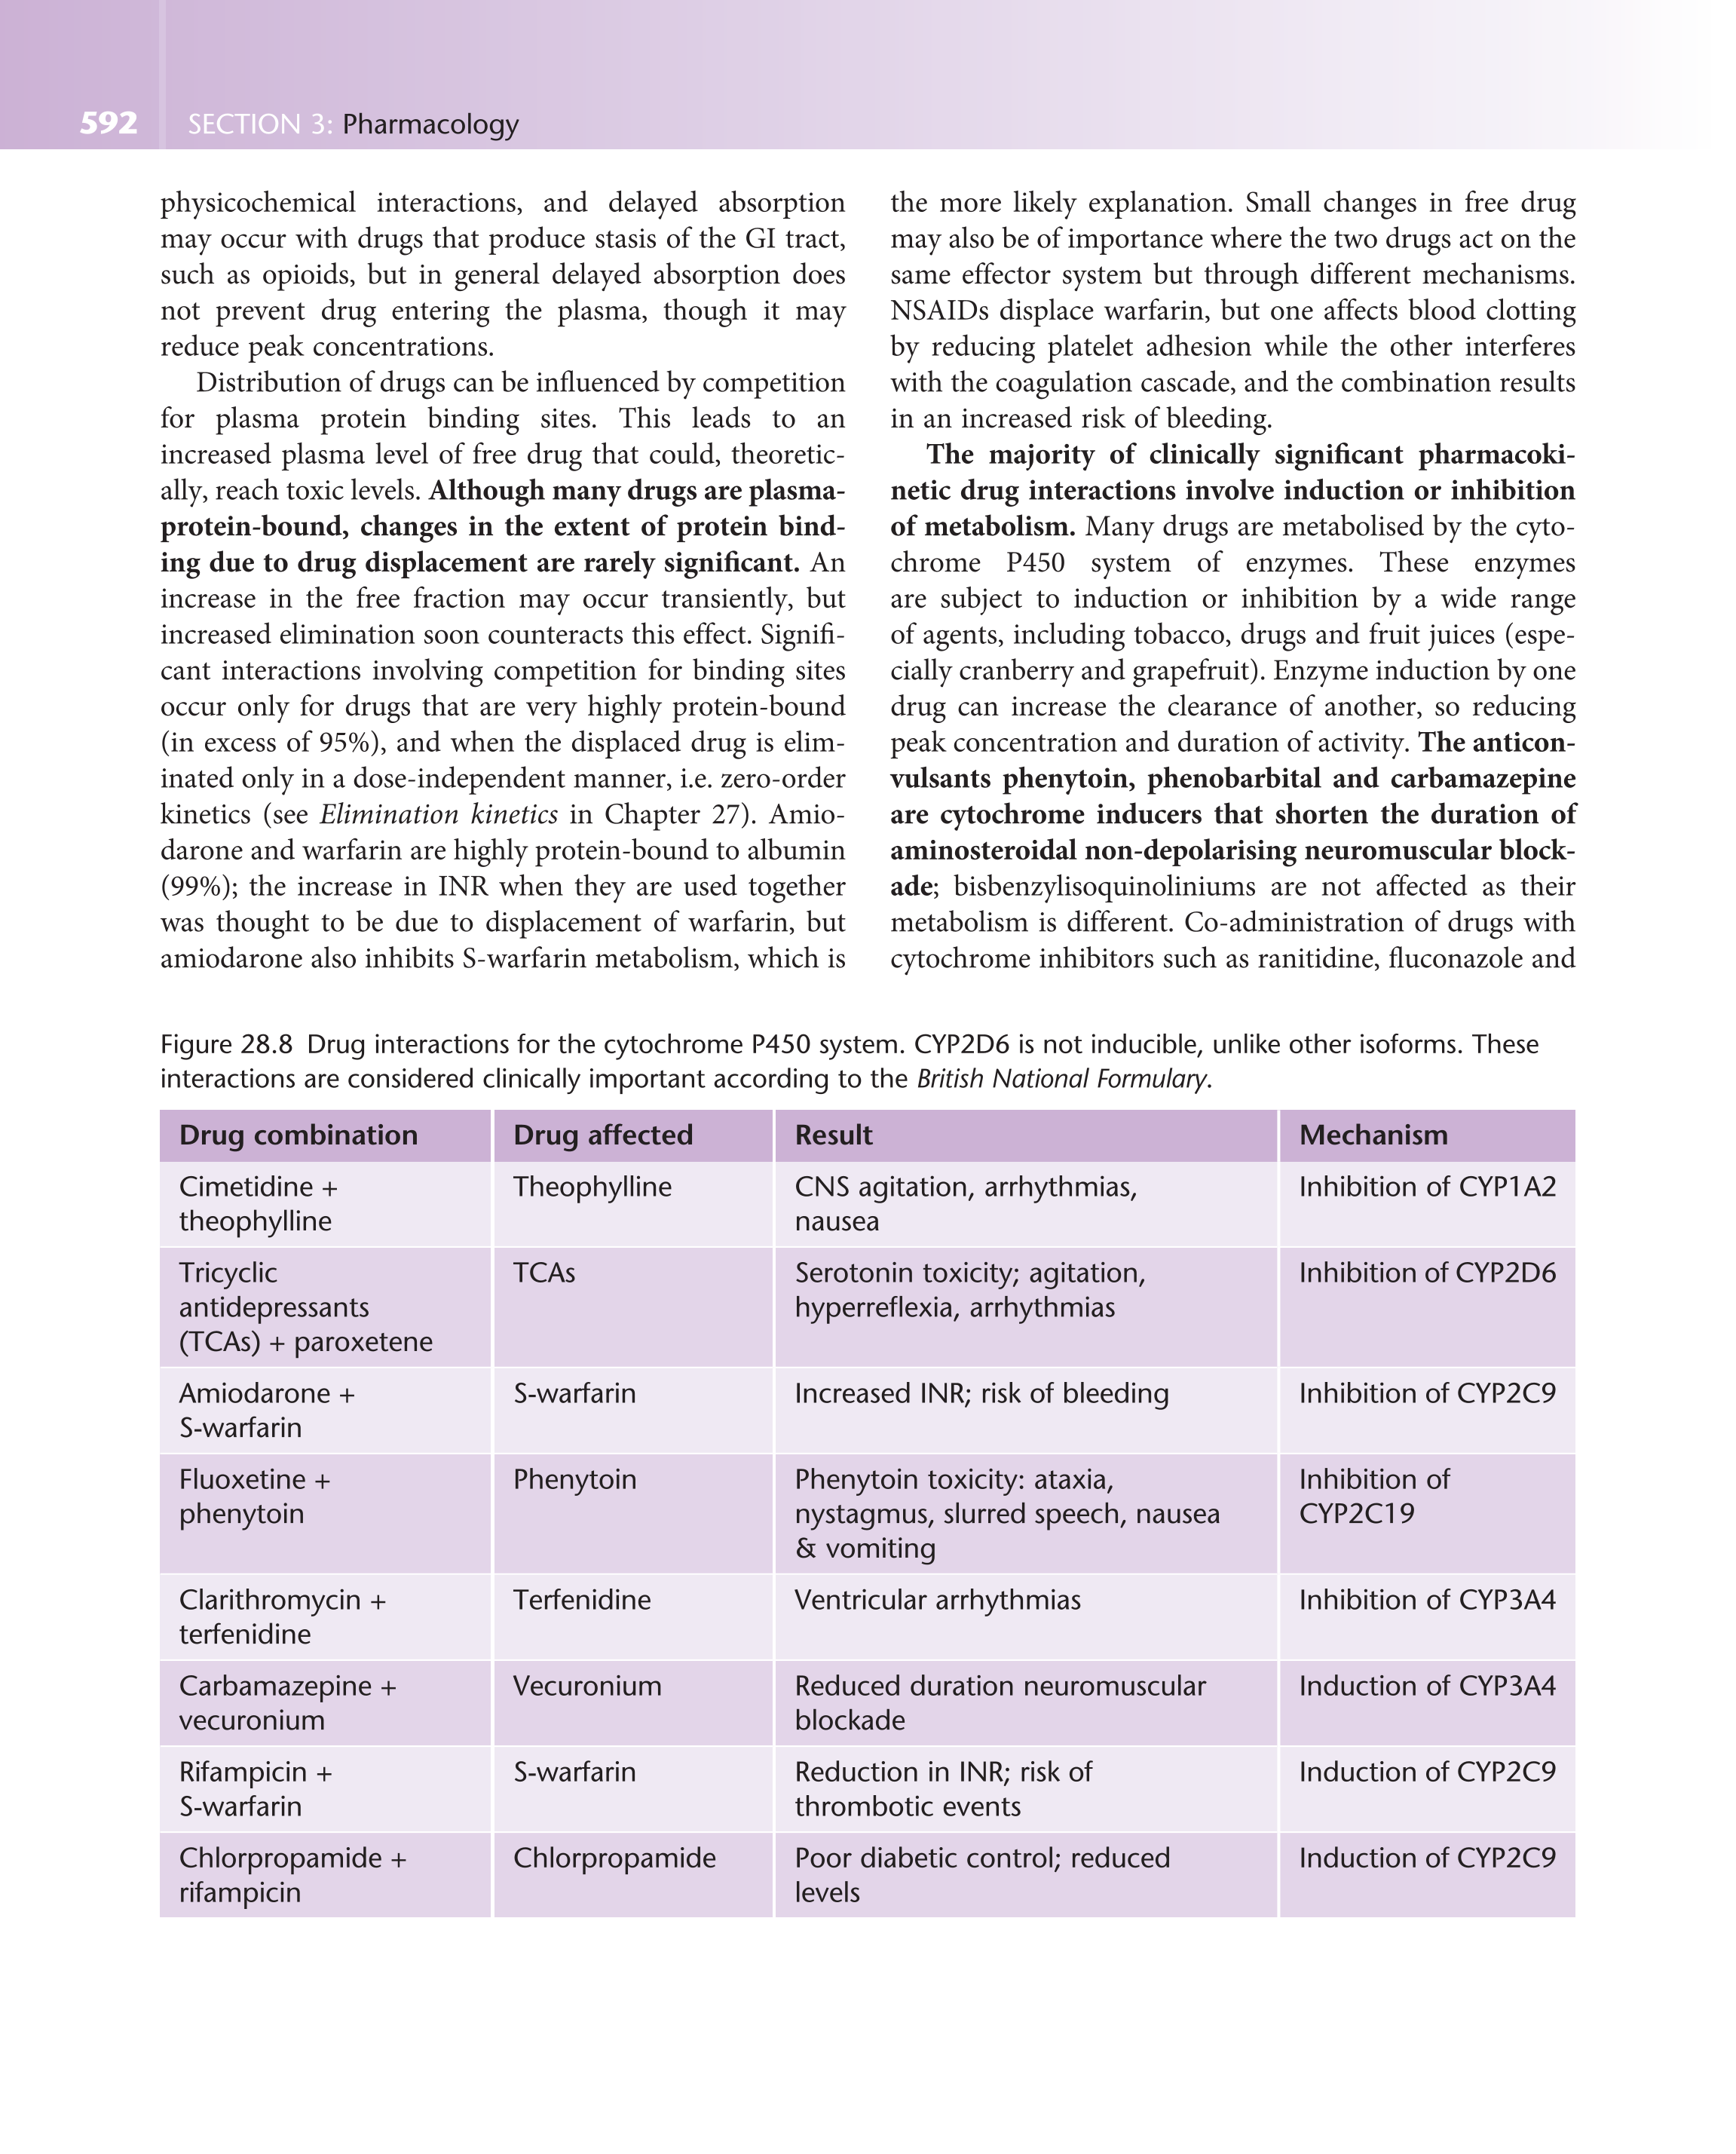 592 SECTION 3: Pharmacology
physicochemical interactions, and delayed absorption
may occur with drugs that produce stasis of the GI tract,
such as opioids, but in general delayed absorption does
not prevent drug entering the plasma, though it may
reduce peak concentrations.
Distribution of drugs can be influenced by competition
for plasma protein binding sites. This leads to an
increased plasma level of free drug that could, theoretic-
ally, reach toxic levels. Although many drugs are plasma-
protein-bound, changes in the extent of protein bind-
ing due to drug displacement are rarely significant. An
increase in the free fraction may occur transiently, but
increased elimination soon counteracts this effect. Signifi-
cant interactions involving competition for binding sites
occur only for drugs that are very highly protein-bound
(in excess of 95%), and when the displaced drug is elim-
inated only in a dose-independent manner, i.e. zero-order
kinetics (see Elimination kinetics in Chapter 27). Amio-
darone and warfarin are highly protein-bound to albumin
(99%); the increase in INR when they are used together
was thought to be due to displacement of warfarin, but
amiodarone also inhibits S-warfarin metabolism, which is
the more likely explanation. Small changes in free drug
may also be of importance where the two drugs act on the
same effector system but through different mechanisms.
NSAIDs displace warfarin, but one affects blood clotting
by reducing platelet adhesion while the other interferes
with the coagulation cascade, and the combination results
in an increased risk of bleeding.
The majority of clinically significant pharmacoki-
netic drug interactions involve induction or inhibition
of metabolism. Many drugs are metabolised by the cyto-
chrome P450 system of enzymes. These enzymes
are subject to induction or inhibition by a wide range
of agents, including tobacco, drugs and fruit juices (espe-
cially cranberry and grapefruit). Enzyme induction by one
drug can increase the clearance of another, so reducing
peak concentration and duration of activity. The anticon-
vulsants phenytoin, phenobarbital and carbamazepine
are cytochrome inducers that shorten the duration of
aminosteroidal non-depolarising neuromuscular block-
ade; bisbenzylisoquinoliniums are not affected as their
metabolism is different. Co-administration of drugs with
cytochrome inhibitors such as ranitidine, fluconazole and
Figure 28.8 Drug interactions for the cytochrome P450 system. CYP2D6 is not inducible, unlike other isoforms. These
interactions are considered clinically important according to the British National Formulary.
Drug combination Drug affected Result Mechanism
Cimetidine + Theophylline CNS agitation, arrhythmias, Inhibition of CYP1A2
theophylline nausea
Tricyclic TCAs Serotonin toxicity; agitation, Inhibition of CYP2D6
antidepressants hyperreflexia, arrhythmias
(TCAs) + paroxetene
Amiodarone + S-warfarin Increased INR; risk of bleeding Inhibition of CYP2C9
S-warfarin
Fluoxetine + Phenytoin Phenytoin toxicity: ataxia, Inhibition of
phenytoin nystagmus, slurred speech, nausea CYP2C19
& vomiting
Clarithromycin + Terfenidine Ventricular arrhythmias Inhibition of CYP3A4
terfenidine
Carbamazepine + Vecuronium Reduced duration neuromuscular Induction of CYP3A4
vecuronium blockade
Rifampicin + S-warfarin Reduction in INR; risk of Induction of CYP2C9
S-warfarin thrombotic events
Chlorpropamide + Chlorpropamide Poor diabetic control; reduced Induction of CYP2C9
rifampicin levels